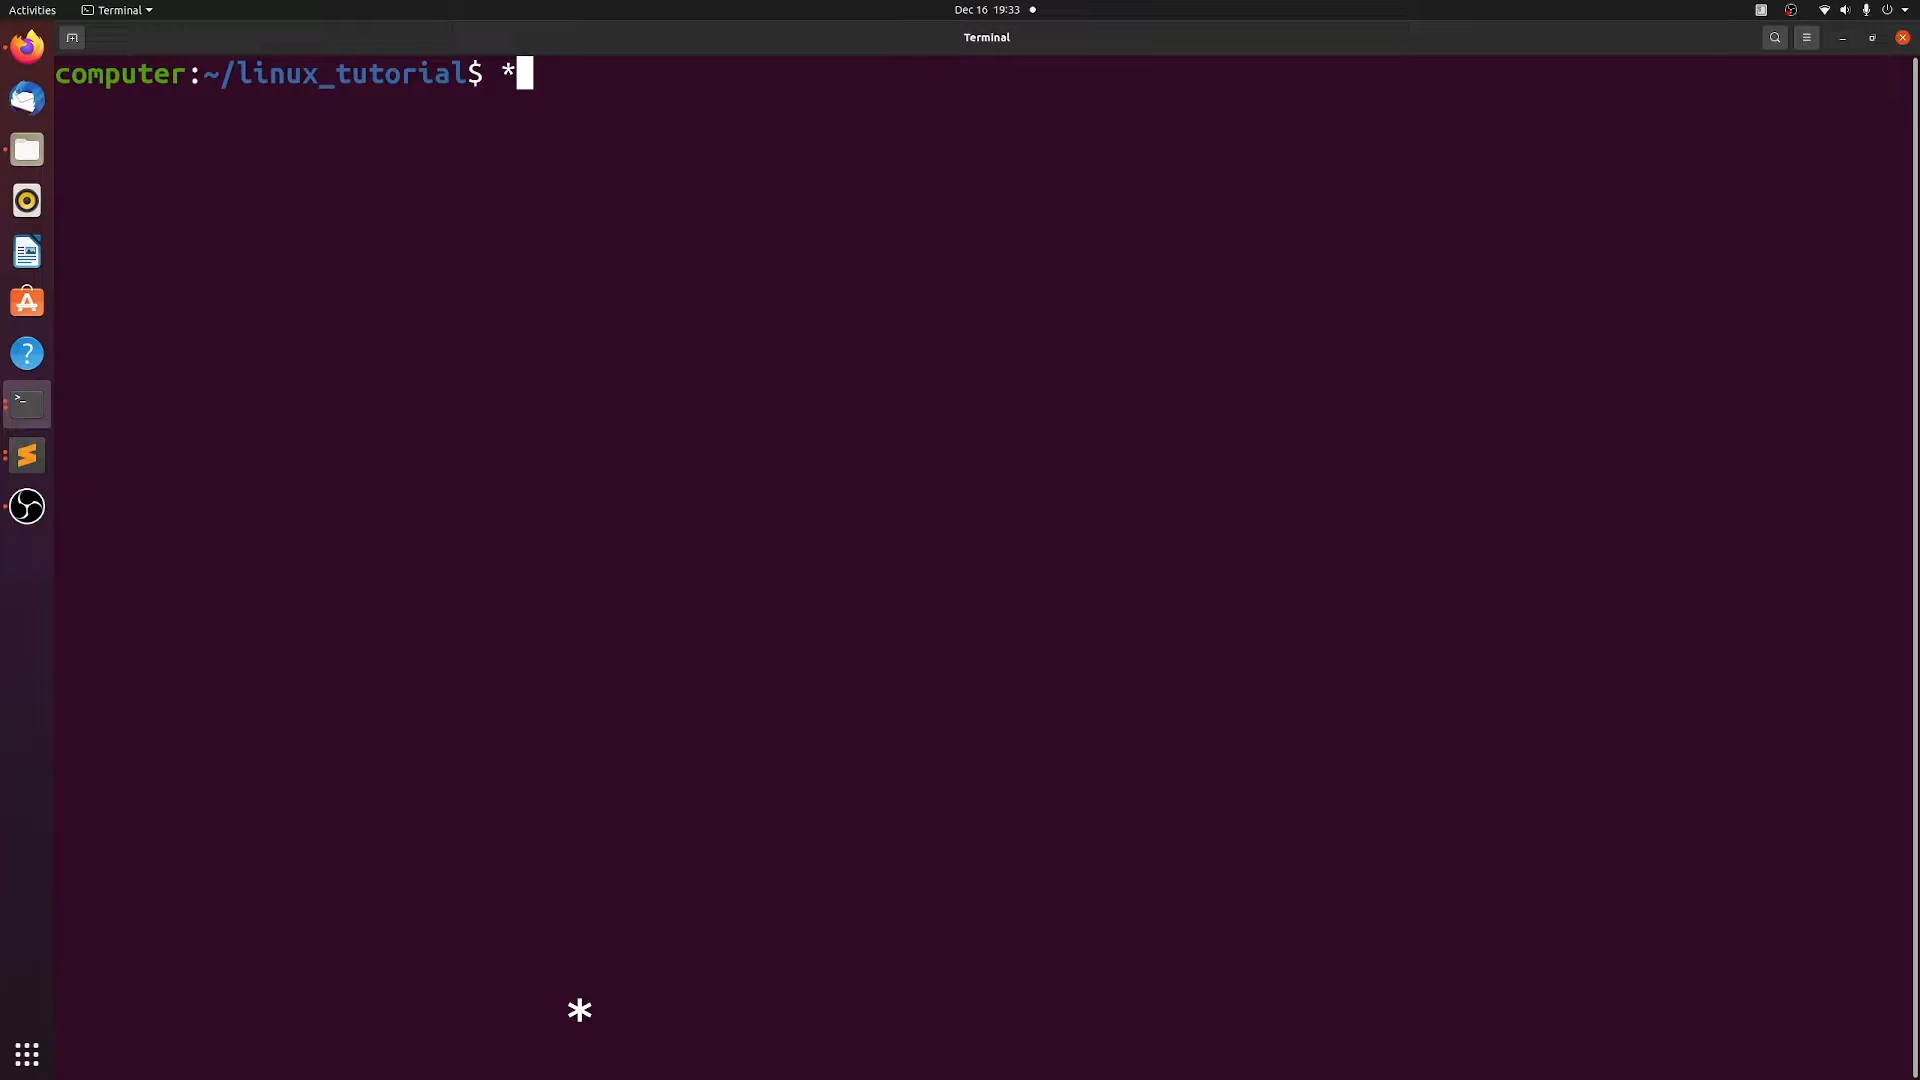 Activities
Terminal
Dec 16 19:33
Terminal
computer:~/linux_tutorial$ *
*